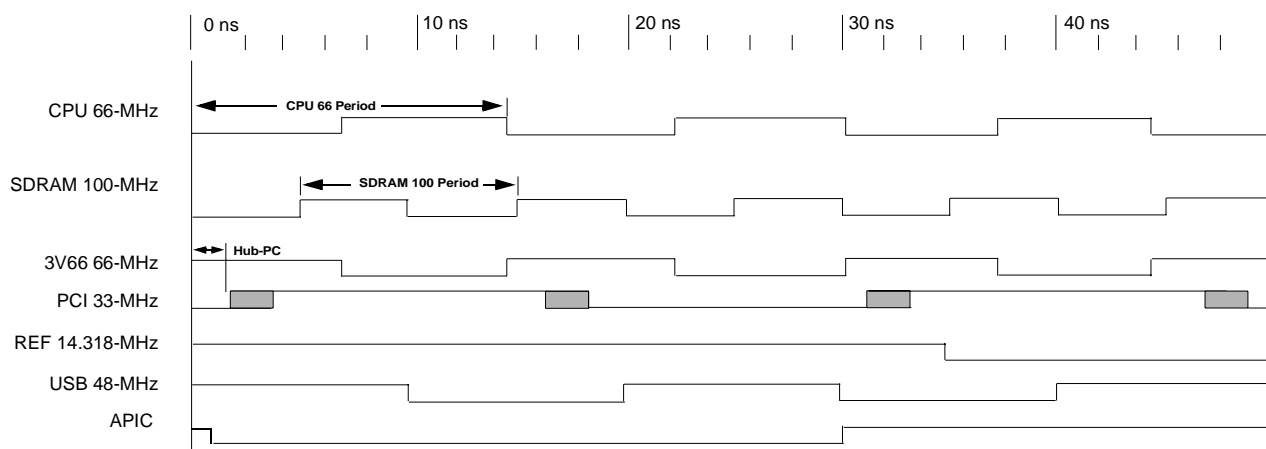 0 ns 10 ns 20 ns 30 ns 40 ns
CPU 66-MHz
CPU 66 Period
SDRAM 100-MHz
SDRAM 100 Period
3V66 66-MHz
Hub-PC
PCI 33-MHz
REF 14.318-MHz
USB 48-MHz
APIC